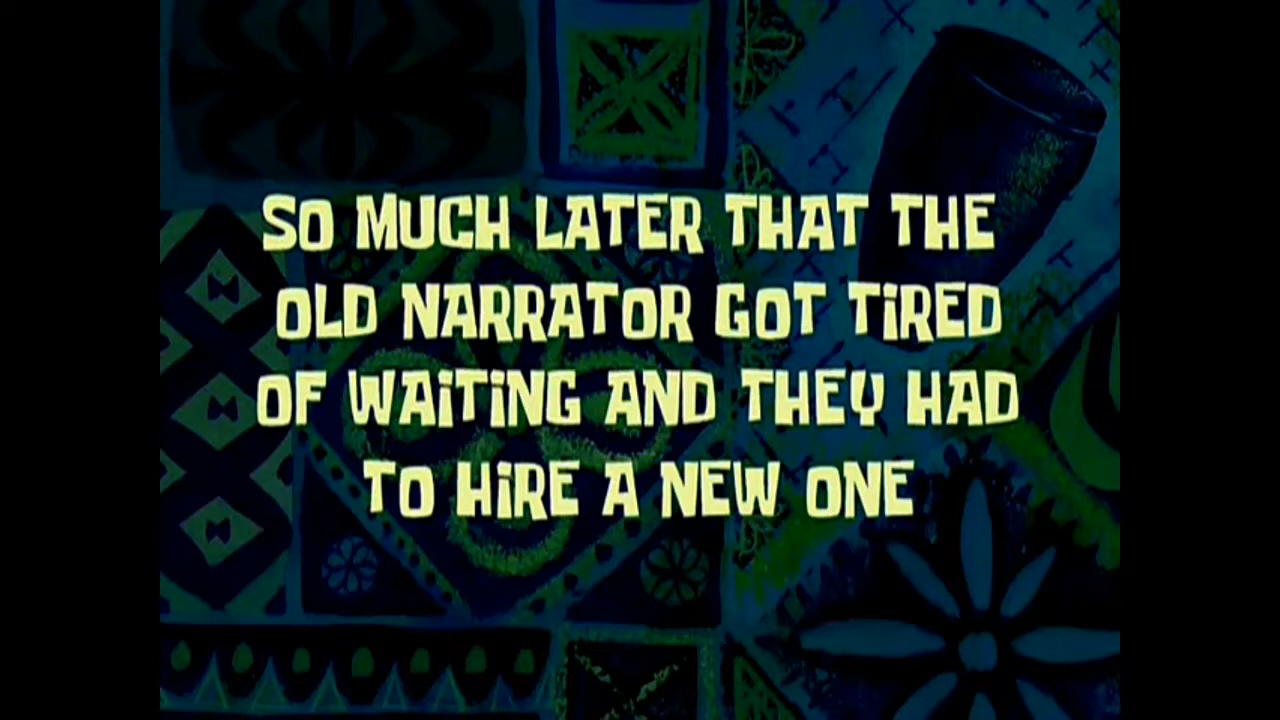 SO MUCH LATER THAT THE
OLD NARRATOR GOT TIRED
OF WAITING AND THEY HAD
TO HIRE A NEW ONE